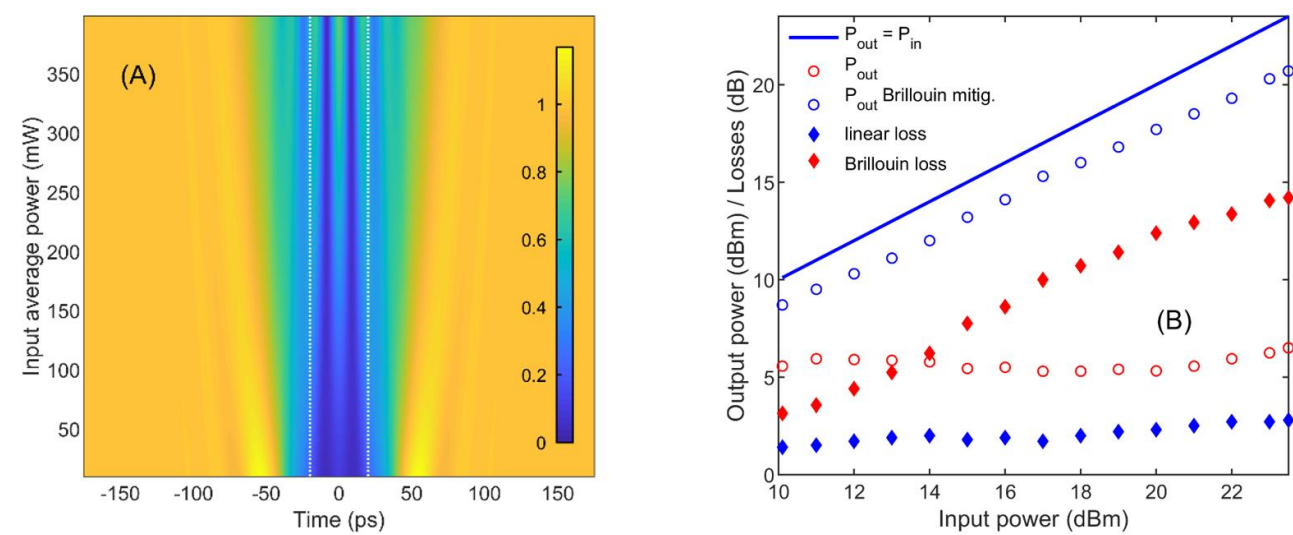 (A)
350
300
250
200
150
100
50
Input average power (mW)
-150 -100 -50 0 50 100 150
Time (ps)
1
0.8
0.6
0.4
0.2
0
P_out = P_in
P_out
P_out Brillouin mitig.
linear loss
Brillouin loss
(B)
20
15
10
5
0
Output power (dBm) / Losses (dB)
10 12 14 16 18 20 22
Input power (dBm)